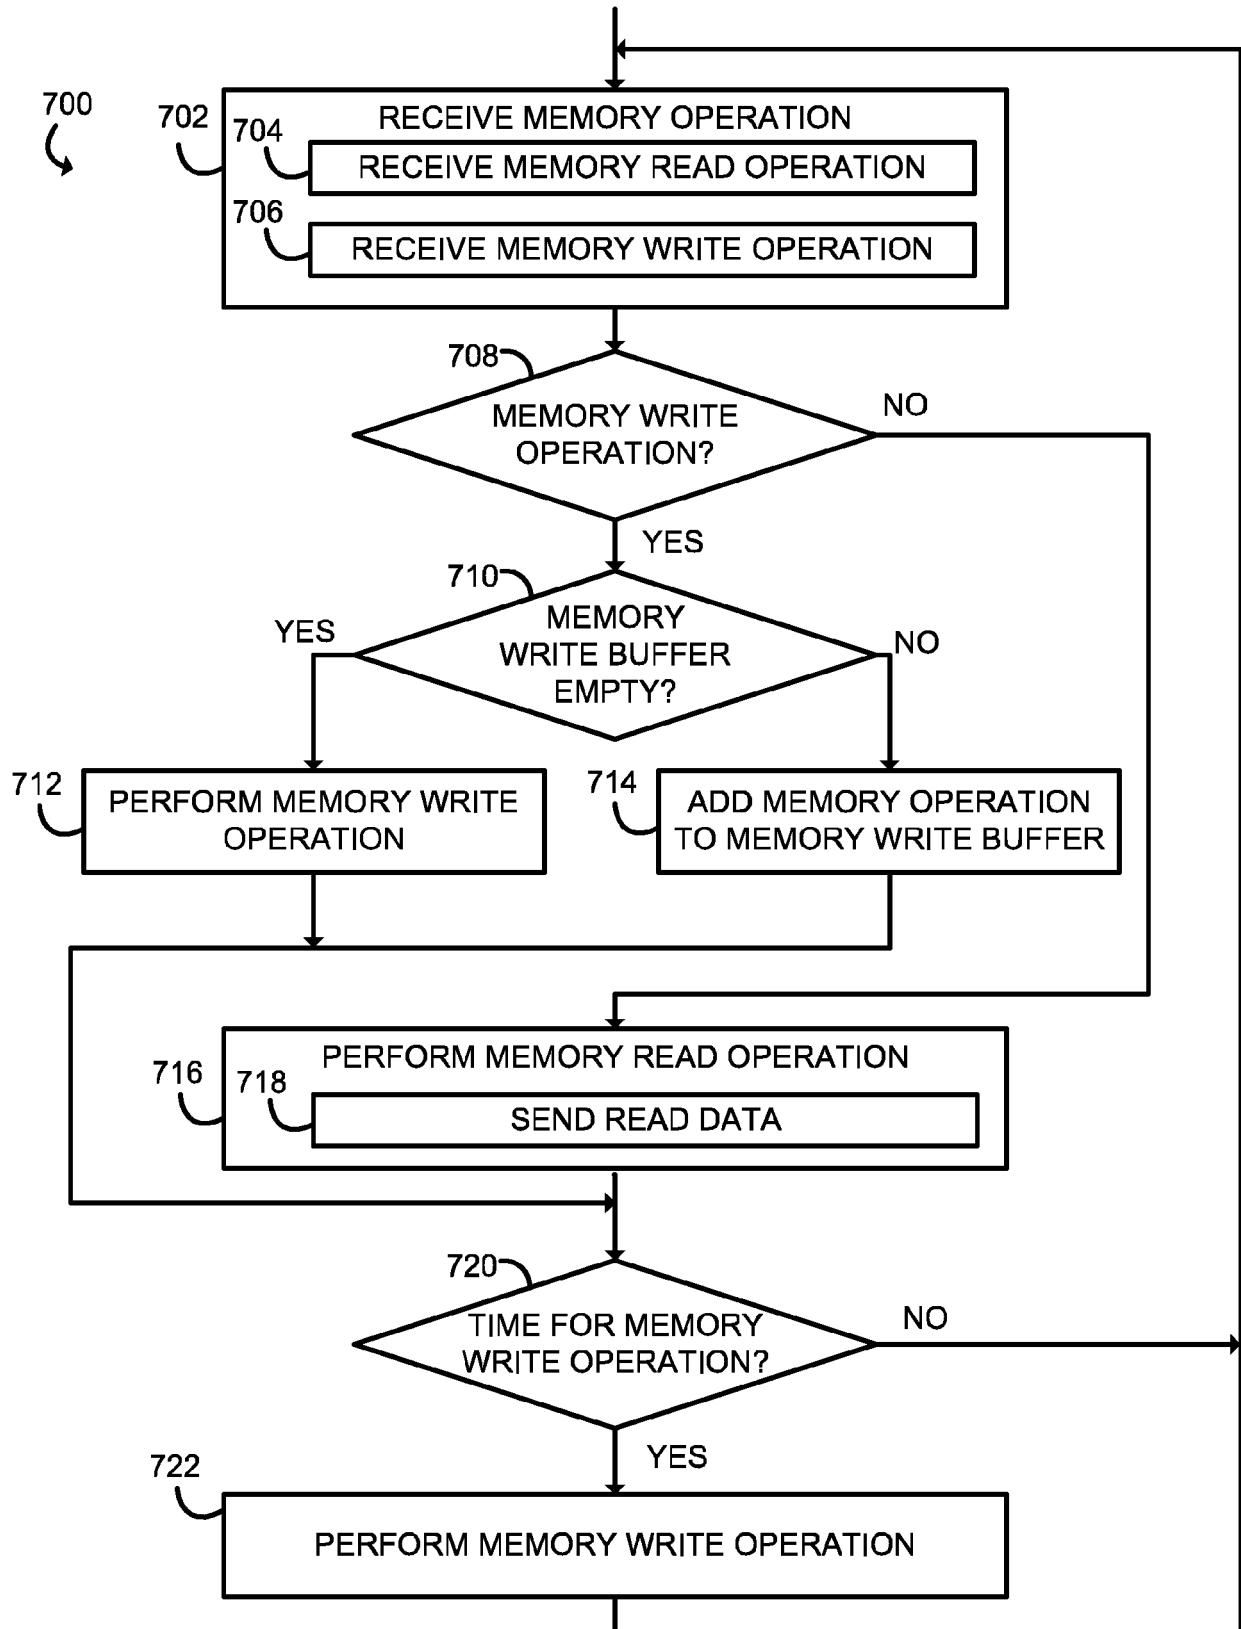 700
702
RECEIVE MEMORY OPERATION
704
RECEIVE MEMORY READ OPERATION
706
RECEIVE MEMORY WRITE OPERATION
708
MEMORY WRITE
OPERATION?
NO
YES
710
MEMORY
WRITE BUFFER
EMPTY?
YES
NO
712
PERFORM MEMORY WRITE
OPERATION
714
ADD MEMORY OPERATION
TO MEMORY WRITE BUFFER
716
PERFORM MEMORY READ OPERATION
718
SEND READ DATA
720
TIME FOR MEMORY
WRITE OPERATION?
NO
YES
722
PERFORM MEMORY WRITE OPERATION